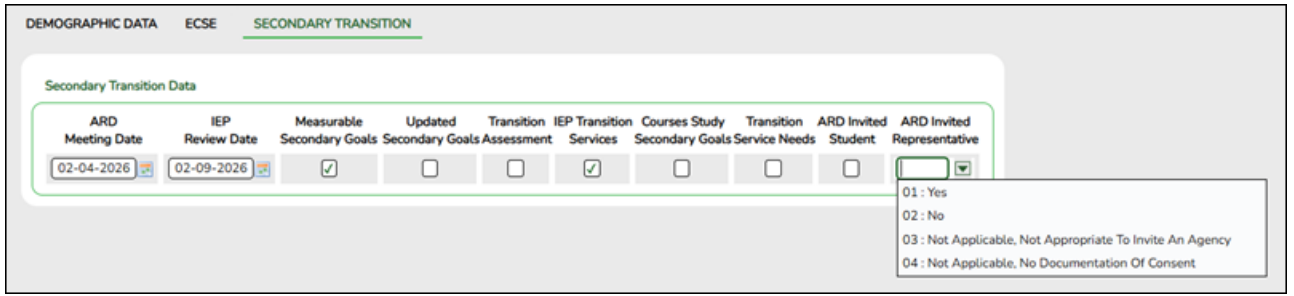 DEMOGRAPHIC DATA ECSE SECONDARY TRANSITION
Secondary Transition Data
ARD IEP Measurable Updated Transition IEP Transition Courses Study Transition ARD Invited ARD Invited
Meeting Date Review Date Secondary Goals Secondary Goals Assessment Services Secondary Goals Service Needs Student Representative
02-04-2026 02-09-2026
01 : Yes
02 : No
03 : Not Applicable, Not Appropriate To Invite An Agency
04 : Not Applicable, No Documentation Of Consent